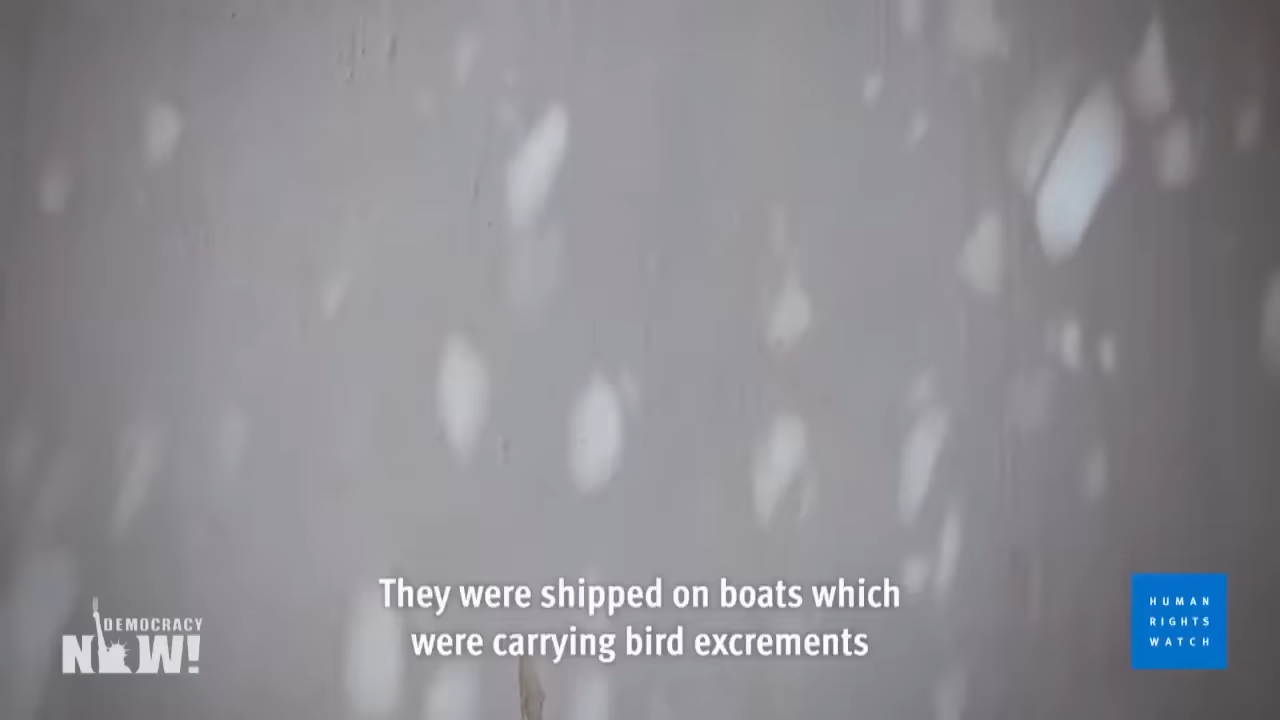 They were shipped on boats which
were carrying bird excrements
DEMOCRACY
NOW!
HUMAN
RIGHTS
WATCH